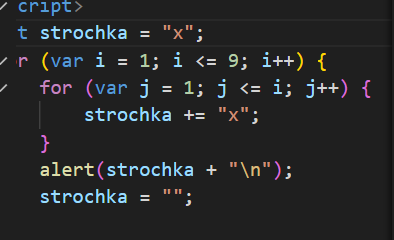 cript>
t strochka = "x";
r (var i = 1; i <= 9; i++) {
for (var j = 1; j <= i; j++) {
strochka += "x";
}
alert(strochka + "\n");
strochka = "";